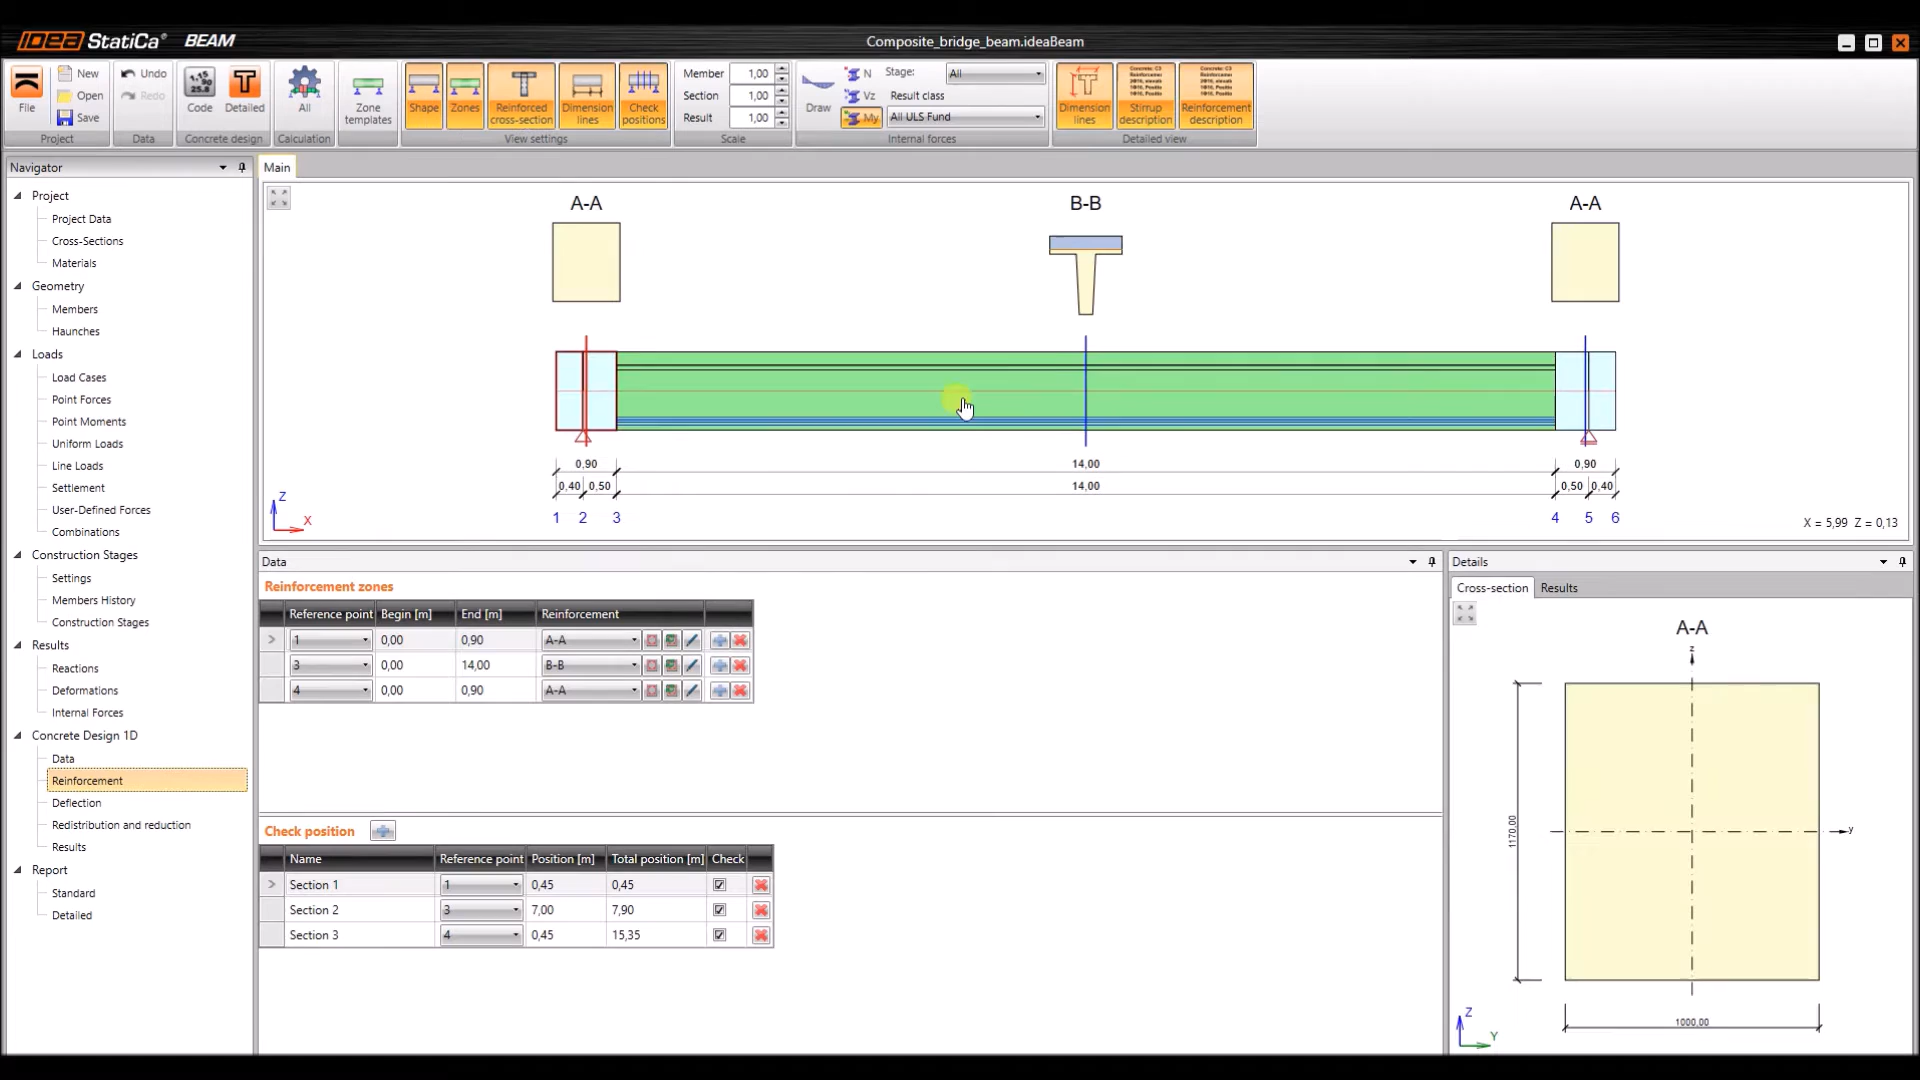 IDEA StatiCa® BEAM
Composite_bridge_beam.ideaBeam
File
New
Open
Save
Project
Undo
Redo
Data
Code
Detailed
Concrete design
All
Calculation
Zone templates
Shape
Zones
Reinforced cross-section
Dimension lines
Check positions
View settings
Member 1,00
Section 1,00
Result 1,00
Scale
Draw
N
Vz
My
Stage: All
Result class
All ULS Fund
Internal forces
Dimension lines
Stirrup description
Reinforcement description
Detailed view
Navigator
Project
Project Data
Cross-Sections
Materials
Geometry
Members
Haunches
Loads
Load Cases
Point Forces
Point Moments
Uniform Loads
Line Loads
Settlement
User-Defined Forces
Combinations
Construction Stages
Settings
Members History
Construction Stages
Results
Reactions
Deformations
Internal Forces
Concrete Design 1D
Data
Reinforcement
Deflection
Redistribution and reduction
Results
Report
Standard
Detailed
Main
A-A B-B A-A
0,90 14,00 0,90
0,40 0,50 14,00 0,50 0,40
1 2 3 4 5 6
Z
X
X = 5,99 Z = 0,13
Data
Reinforcement zones
Reference point Begin [m] End [m] Reinforcement
1 0,00 0,90 A-A
3 0,00 14,00 B-B
4 0,00 0,90 A-A
Check position
Name Reference point Position [m] Total position [m] Check
Section 1 1 0,45 0,45
Section 2 3 7,00 7,90
Section 3 4 0,45 15,35
Details
Cross-section Results
A-A
z
y
1170,00
1000,00
Z
Y